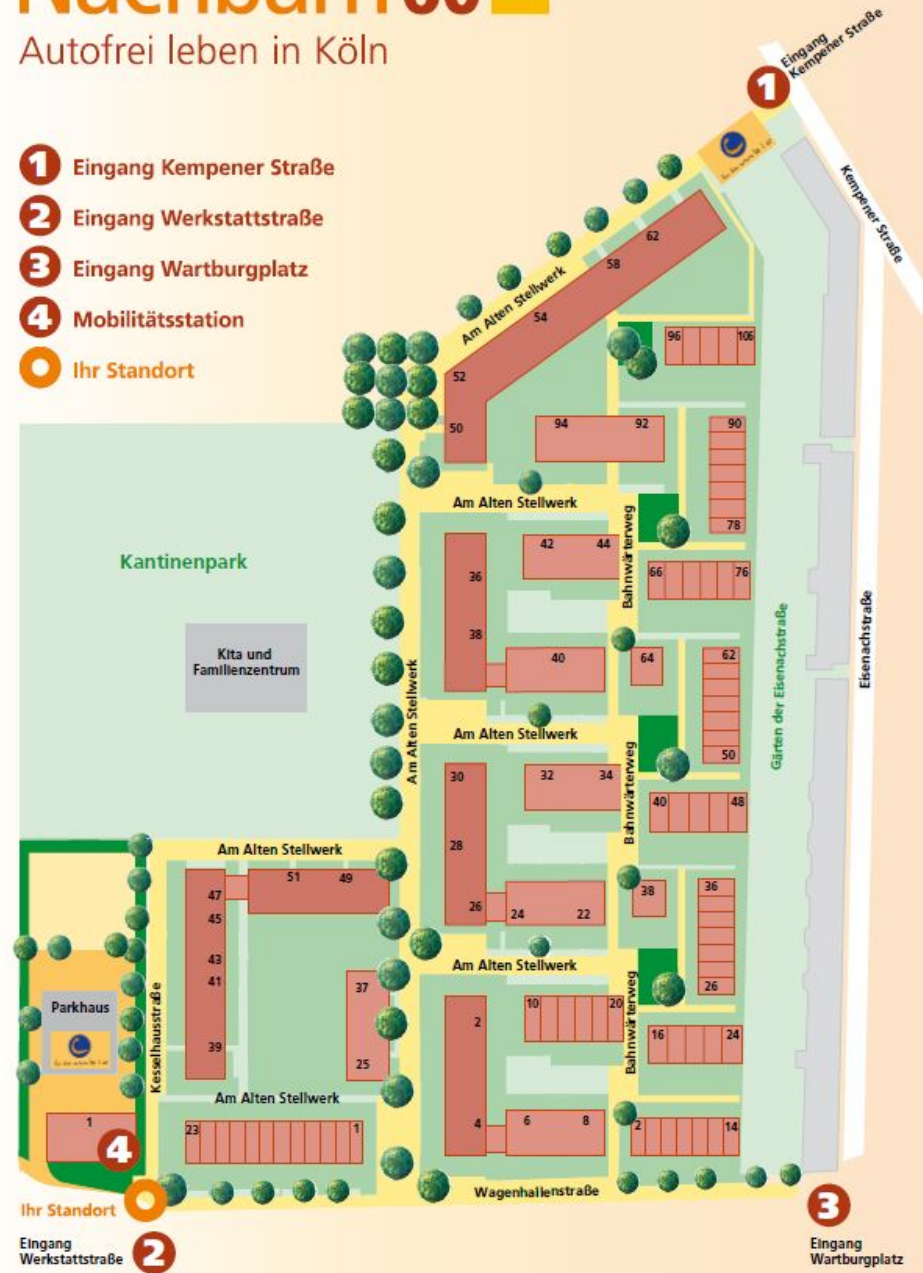 Autofrei leben in Köln
1 Eingang Kempener Straße
2 Eingang Werkstattstraße
3 Eingang Wartburgplatz
4 Mobilitätsstation
Ihr Standort
1
Eingang
Kempener Straße
Kempener Straße
62
58
Am Alten Stellwerk
54
52
50
96
106
94
92
90
78
Am Alten Stellwerk
Bahnwärterweg
42
44
36
38
40
66
76
64
62
50
Kantinenpark
Kita und
Familienzentrum
Am Alten Stellwerk
Gärten der Eisenachstraße
Eisenachstraße
Am Alten Stellwerk
Bahnwärterweg
30
32
34
28
26
24
22
40
48
38
36
26
Am Alten Stellwerk
51
49
47
45
43
41
39
37
25
Kesselhausstraße
Parkhaus
Am Alten Stellwerk
Bahnwärterweg
2
10
20
4
6
8
16
24
2
14
Am Alten Stellwerk
23
1
1
4
Wagenhallenstraße
Ihr Standort
Eingang
Werkstattstraße
2
3
Eingang
Wartburgplatz